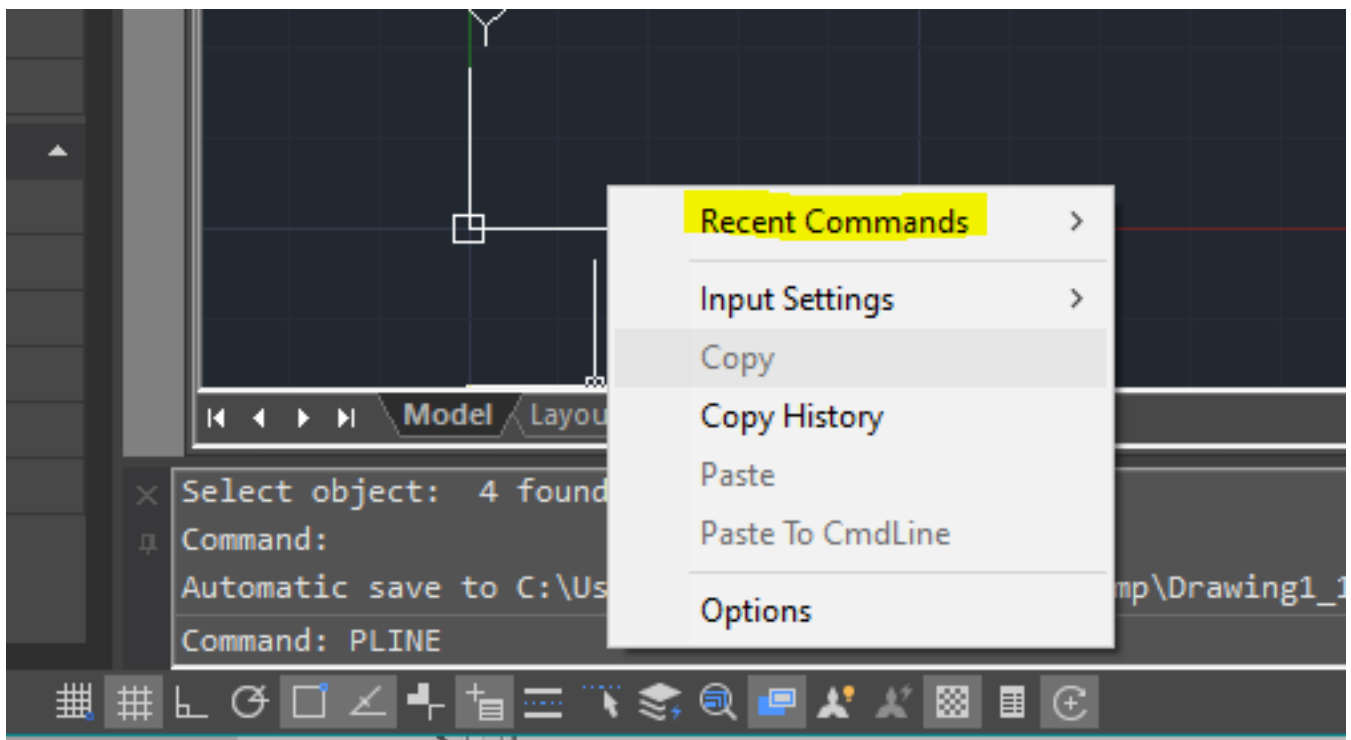 Y
Recent Commands
Input Settings
Copy
Copy History
Paste
Paste To CmdLine
Options
Model Layou
Select object: 4 found
Command:
Automatic save to C:\Us mp\Drawing1_1
Command: PLINE